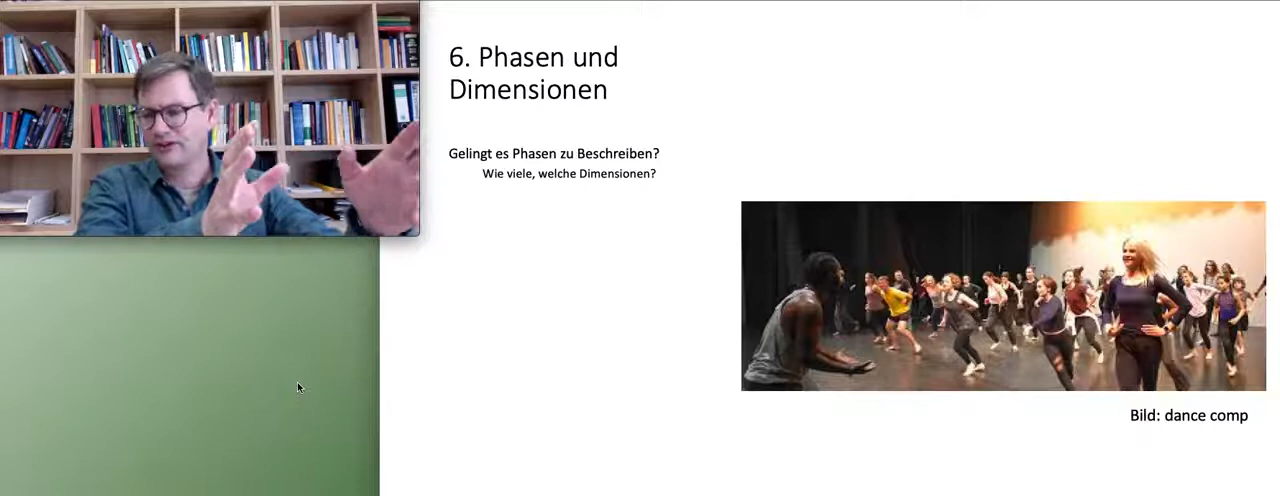 6. Phasen und
Dimensionen
Gelingt es Phasen zu Beschreiben?
Wie viele, welche Dimensionen?
Bild: dance comp